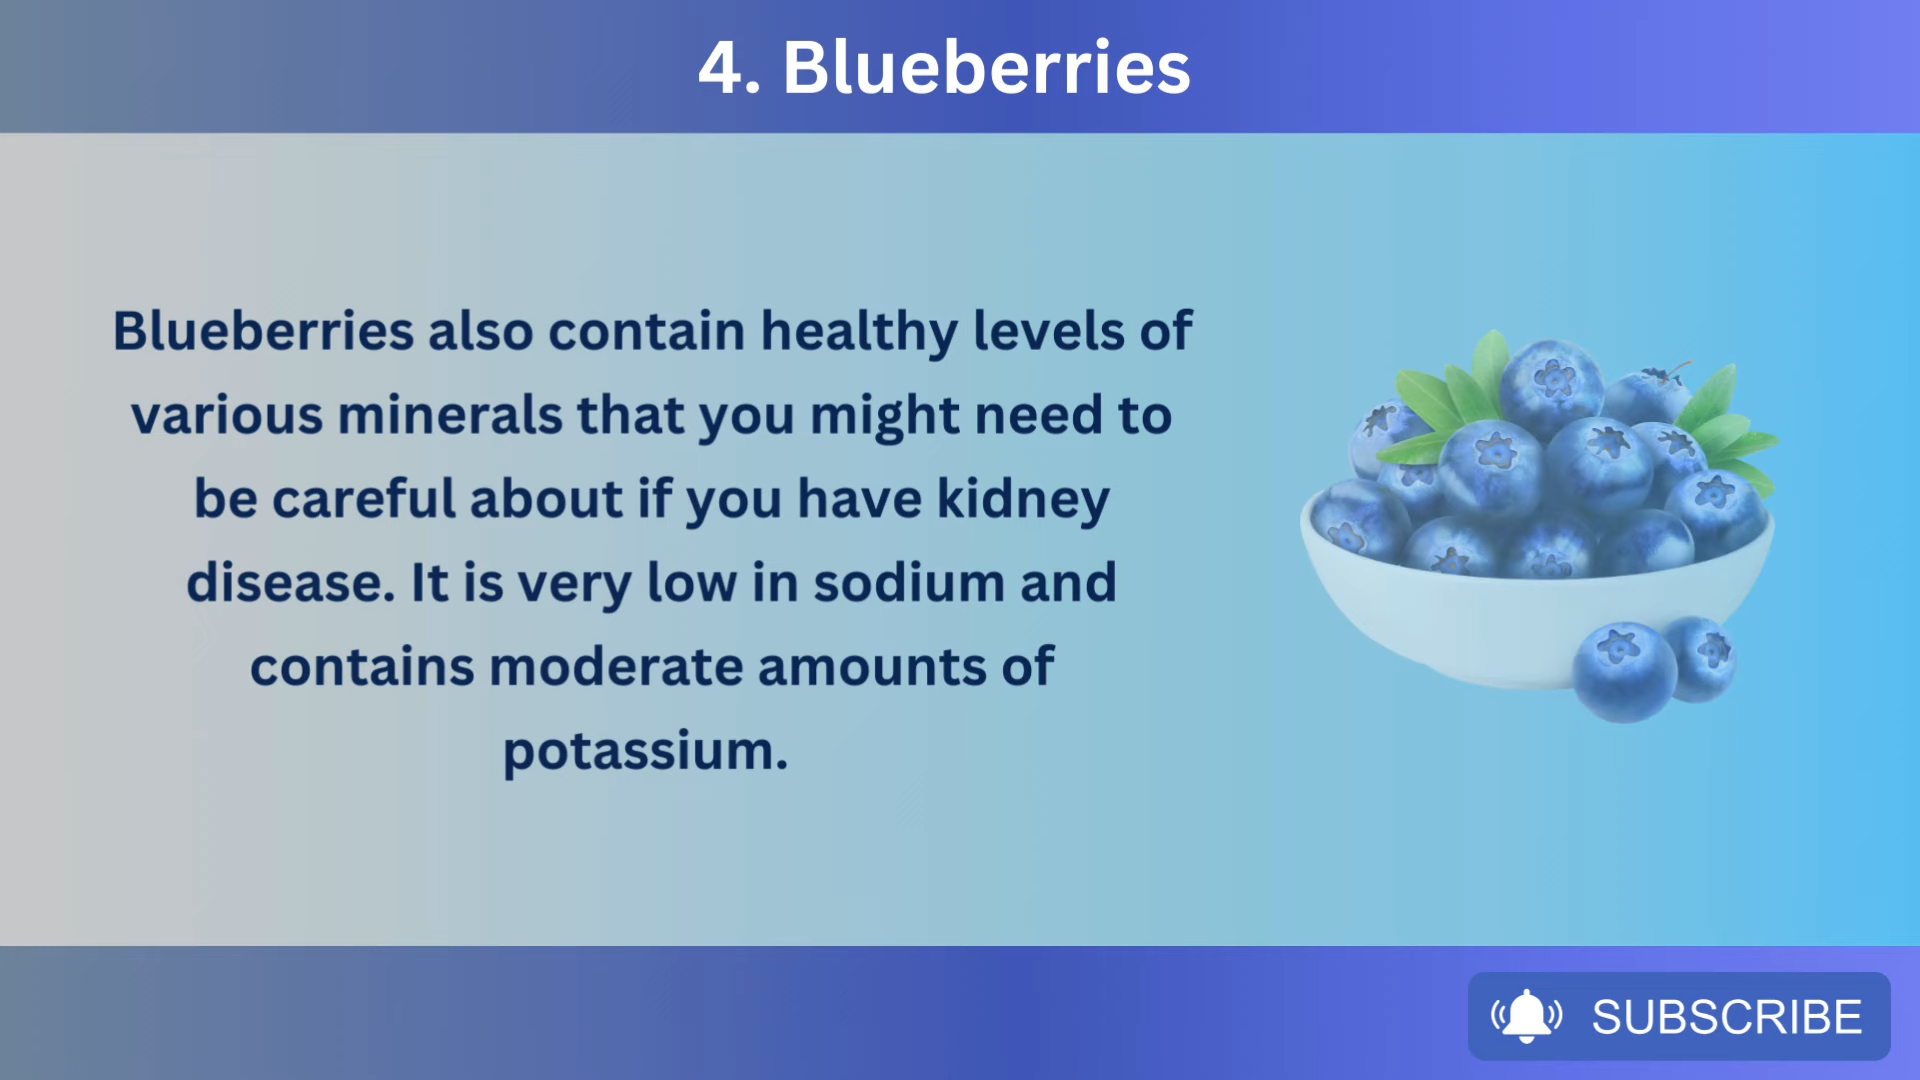 4. Blueberries
Blueberries also contain healthy levels of
various minerals that you might need to
be careful about if you have kidney
disease. It is very low in sodium and
contains moderate amounts of
potassium.
SUBSCRIBE